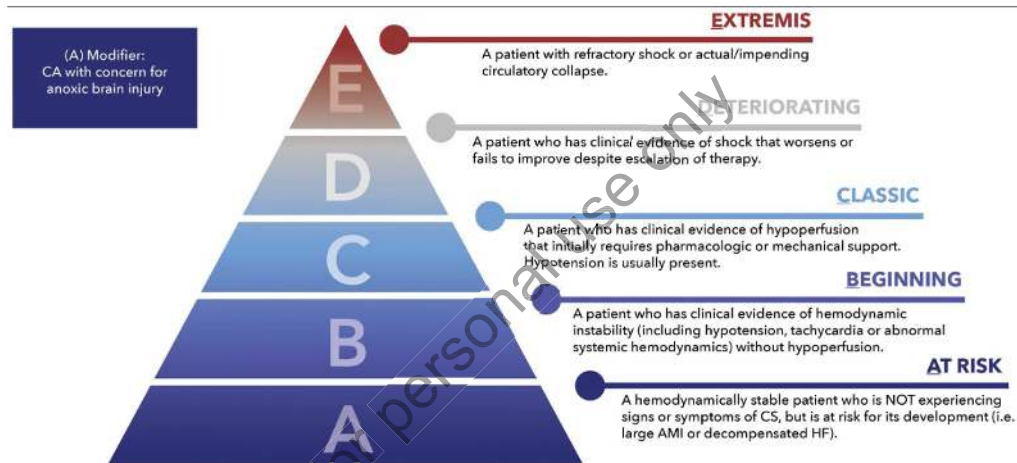 (A) Modifier:
CA with concern for
anoxic brain injury
EXTREMIS
A patient with refractory shock or actual/impending
circulatory collapse.
E
DETERIORATING
A patient who has clinical evidence of shock that worsens or
fails to improve despite escalation of therapy.
D
CLASSIC
A patient who has clinical evidence of hypoperfusion
that initially requires pharmacologic or mechanical support.
Hypotension is usually present.
C
BEGINNING
A patient who has clinical evidence of hemodynamic
instability (including hypotension, tachycardia or abnormal
systemic hemodynamics) without hypoperfusion.
B
AT RISK
A hemodynamically stable patient who is NOT experiencing
signs or symptoms of CS, but is at risk for its development (i.e.
large AMI or decompensated HF).
A
personal use only